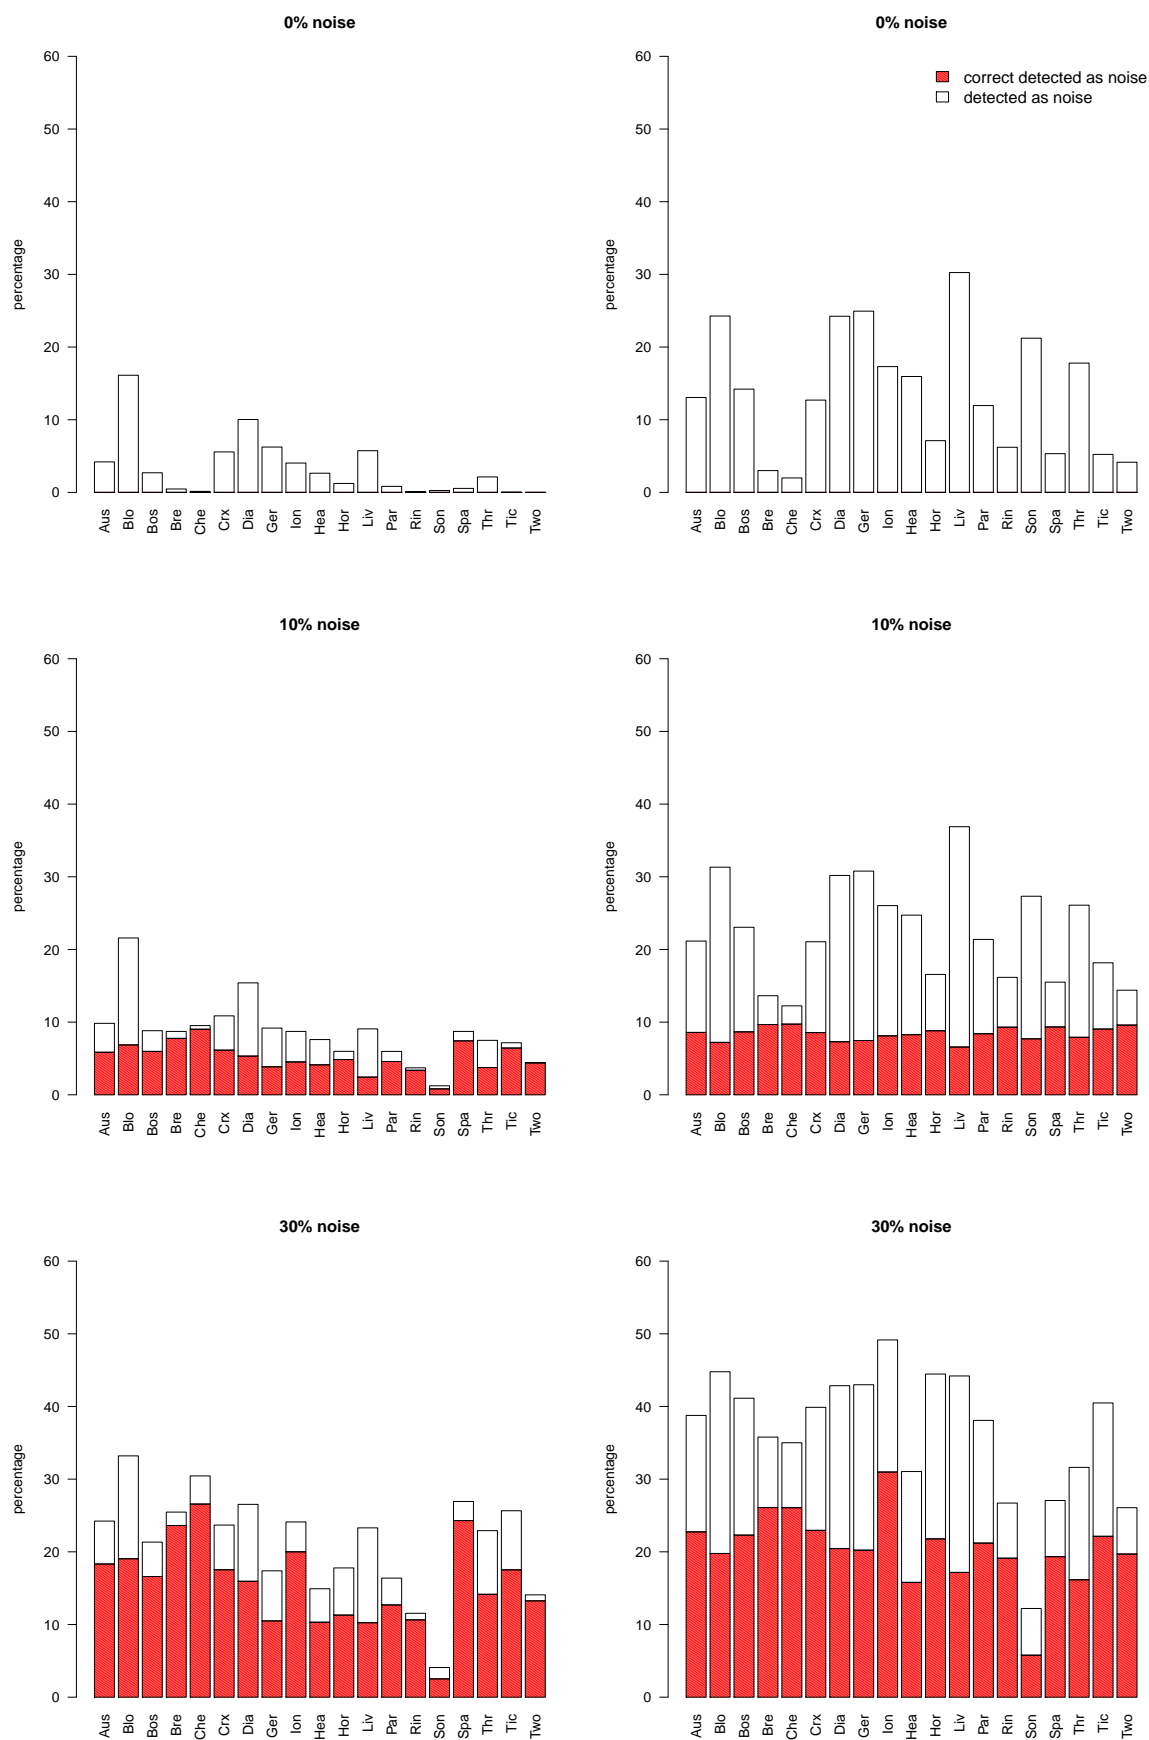 0% noise
60
50
40
30
20
10
0
percentage
Aus Blo Bos Bre Che Crx Dia Ger Ion Hea Hor Liv Par Rin Son Spa Thr Tic Two
0% noise
correct detected as noise
detected as noise
60
50
40
30
20
10
0
percentage
Aus Blo Bos Bre Che Crx Dia Ger Ion Hea Hor Liv Par Rin Son Spa Thr Tic Two
10% noise
60
50
40
30
20
10
0
percentage
Aus Blo Bos Bre Che Crx Dia Ger Ion Hea Hor Liv Par Rin Son Spa Thr Tic Two
10% noise
60
50
40
30
20
10
0
percentage
Aus Blo Bos Bre Che Crx Dia Ger Ion Hea Hor Liv Par Rin Son Spa Thr Tic Two
30% noise
60
50
40
30
20
10
0
percentage
Aus Blo Bos Bre Che Crx Dia Ger Ion Hea Hor Liv Par Rin Son Spa Thr Tic Two
30% noise
60
50
40
30
20
10
0
percentage
Aus Blo Bos Bre Che Crx Dia Ger Ion Hea Hor Liv Par Rin Son Spa Thr Tic Two